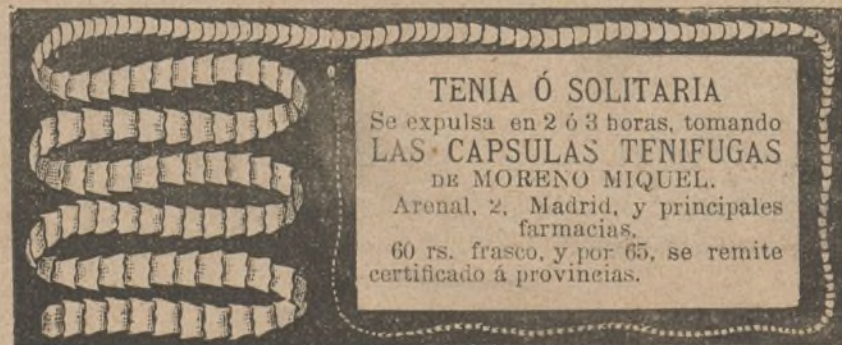 TENIA Ó SOLITARIA
Se expulsa en 2 ó 3 horas, tomando
LAS CAPSULAS TENIFUGAS
DE MORENO MIQUEL.
Arenal, 2, Madrid, y principales
farmacias.
60 rs. frasco, y por 65, se remite
certificado á provincias.